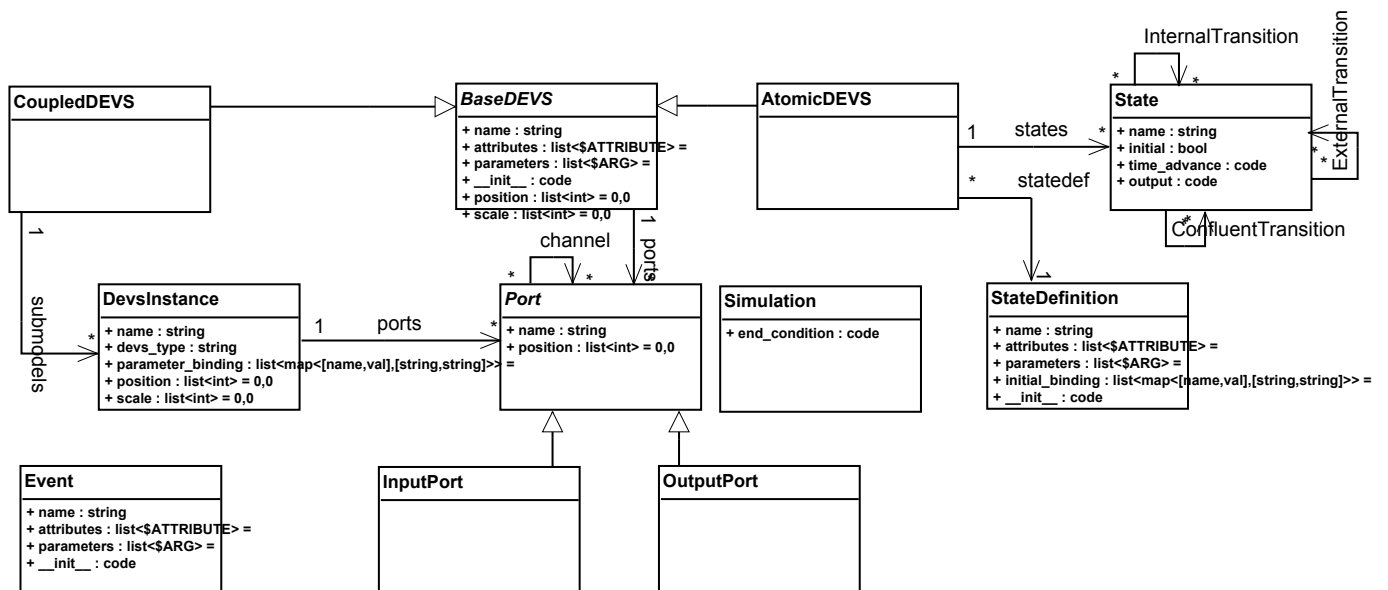 InternalTransition
*
*
ExternalTransition
*
*
CoupledDEVS
BaseDEVS
+ name : string
+ attributes : list<$ATTRIBUTE> =
+ parameters : list<$ARG> =
+ __init__ : code
+ position : list<int> = 0,0
+ scale : list<int> = 0,0
AtomicDEVS
1
states
*
*
statedef
1
State
+ name : string
+ initial : bool
+ time_advance : code
+ output : code
*
*
ConfluentTransition
1
submodels
*
channel
*
*
1
ports
DevsInstance
+ name : string
+ devs_type : string
+ parameter_binding : list<map<[name,val],[string,string]>> =
+ position : list<int> = 0,0
+ scale : list<int> = 0,0
1
ports
*
Port
+ name : string
+ position : list<int> = 0,0
Simulation
+ end_condition : code
StateDefinition
+ name : string
+ attributes : list<$ATTRIBUTE> =
+ parameters : list<$ARG> =
+ initial_binding : list<map<[name,val],[string,string]>> =
+ __init__ : code
Event
+ name : string
+ attributes : list<$ATTRIBUTE> =
+ parameters : list<$ARG> =
+ __init__ : code
InputPort
OutputPort